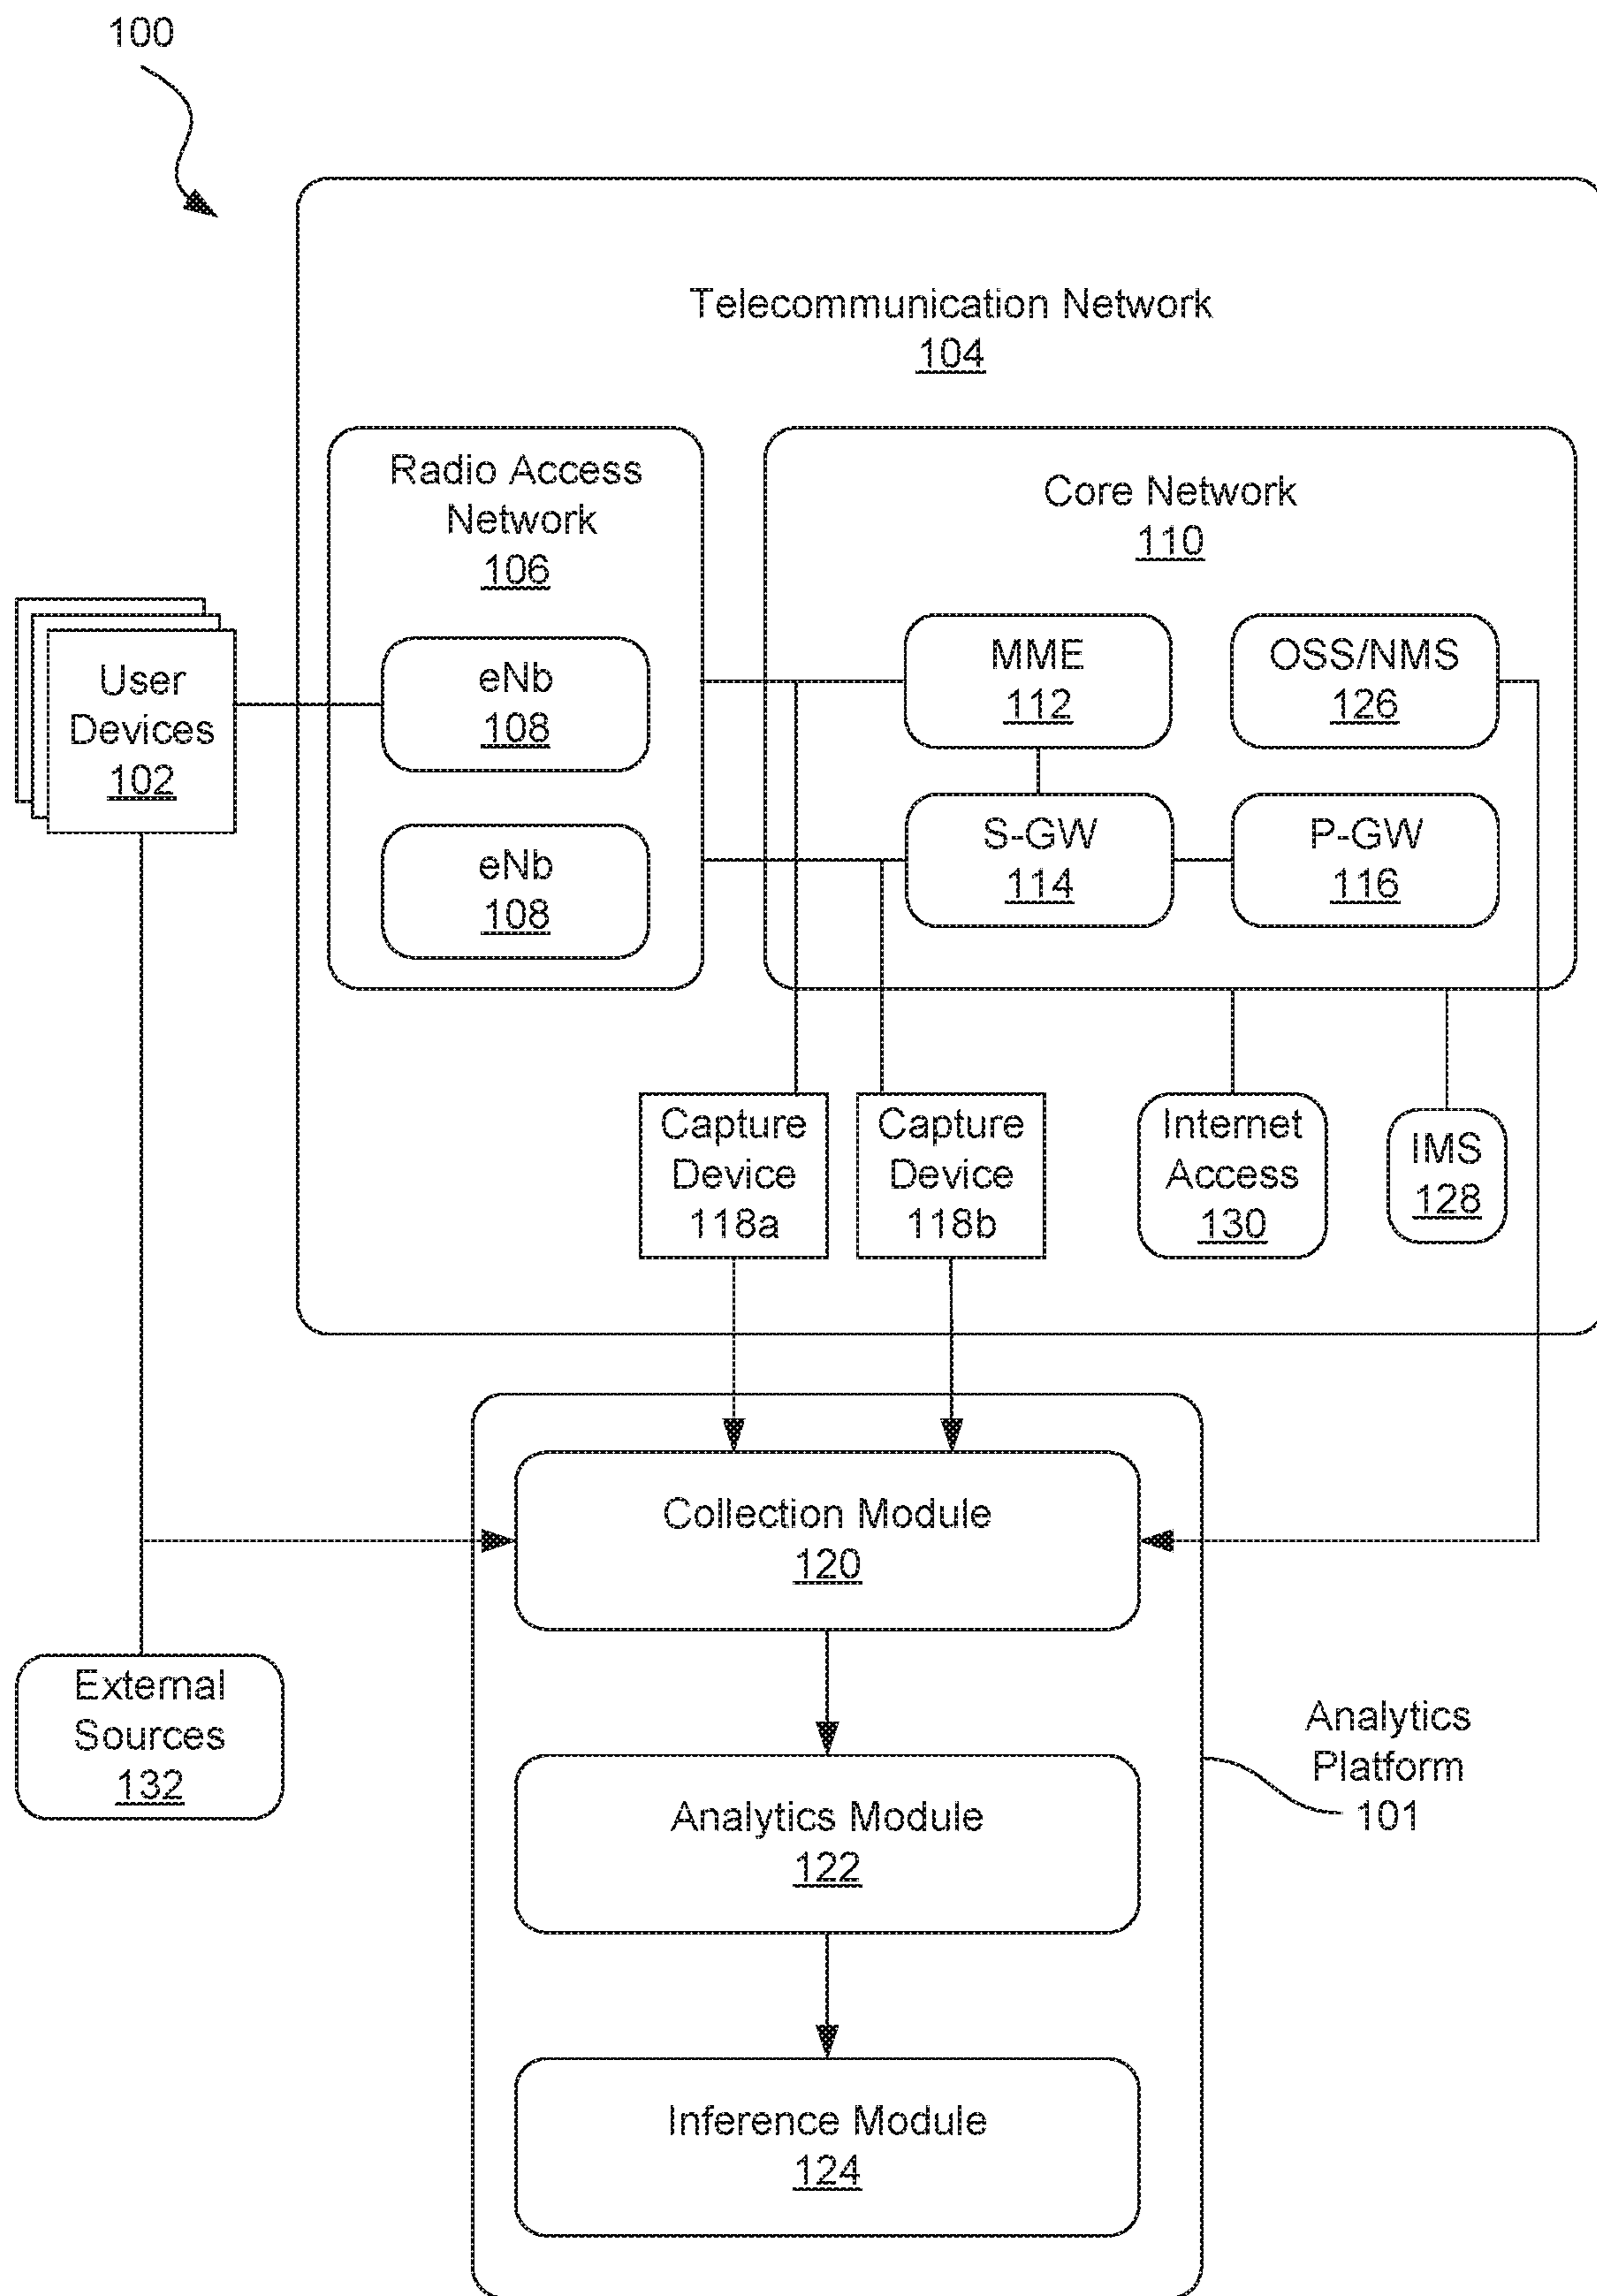 100
Telecommunication Network
104
Radio Access
Network
106
Core Network
110
User
Devices
102
eNb
108
MME
112
OSS/NMS
126
eNb
108
S-GW
114
P-GW
116
Capture
Device
118a
Capture
Device
118b
Internet
Access
130
IMS
128
Collection Module
120
External
Sources
132
Analytics
Platform
101
Analytics Module
122
Inference Module
124